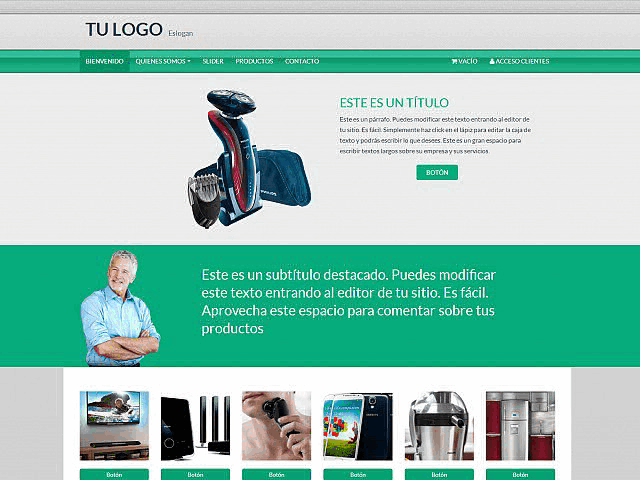 TU LOGO Eslogan
BIENVENIDO QUIENES SOMOS SLIDER PRODUCTOS CONTACTO VACÍO ACCESO CLIENTES
ESTE ES UN TÍTULO
Este es un párrafo. Puedes modificar este texto entrando al editor de
tu sitio. Es fácil. Simplemente haz click en el lápiz para editar la caja de
texto y podrás escribir lo que desees. Este es un gran espacio para
escribir textos largos sobre su empresa y sus servicios.
BOTÓN
Este es un subtítulo destacado. Puedes modificar
este texto entrando al editor de tu sitio. Es fácil.
Aprovecha este espacio para comentar sobre tus
productos
Botón Botón Botón Botón Botón Botón